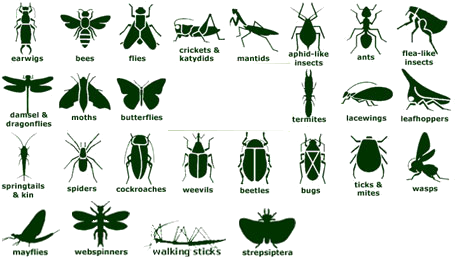 earwigs
bees
flies
crickets &
katydids
mantids
aphid-like
insects
ants
flea-like
insects
damsel &
dragonflies
moths
butterflies
termites
lacewings
leafhoppers
springtails
& kin
spiders
cockroaches
weevils
beetles
bugs
ticks &
mites
wasps
mayflies
webspinners
walking sticks
strepsiptera